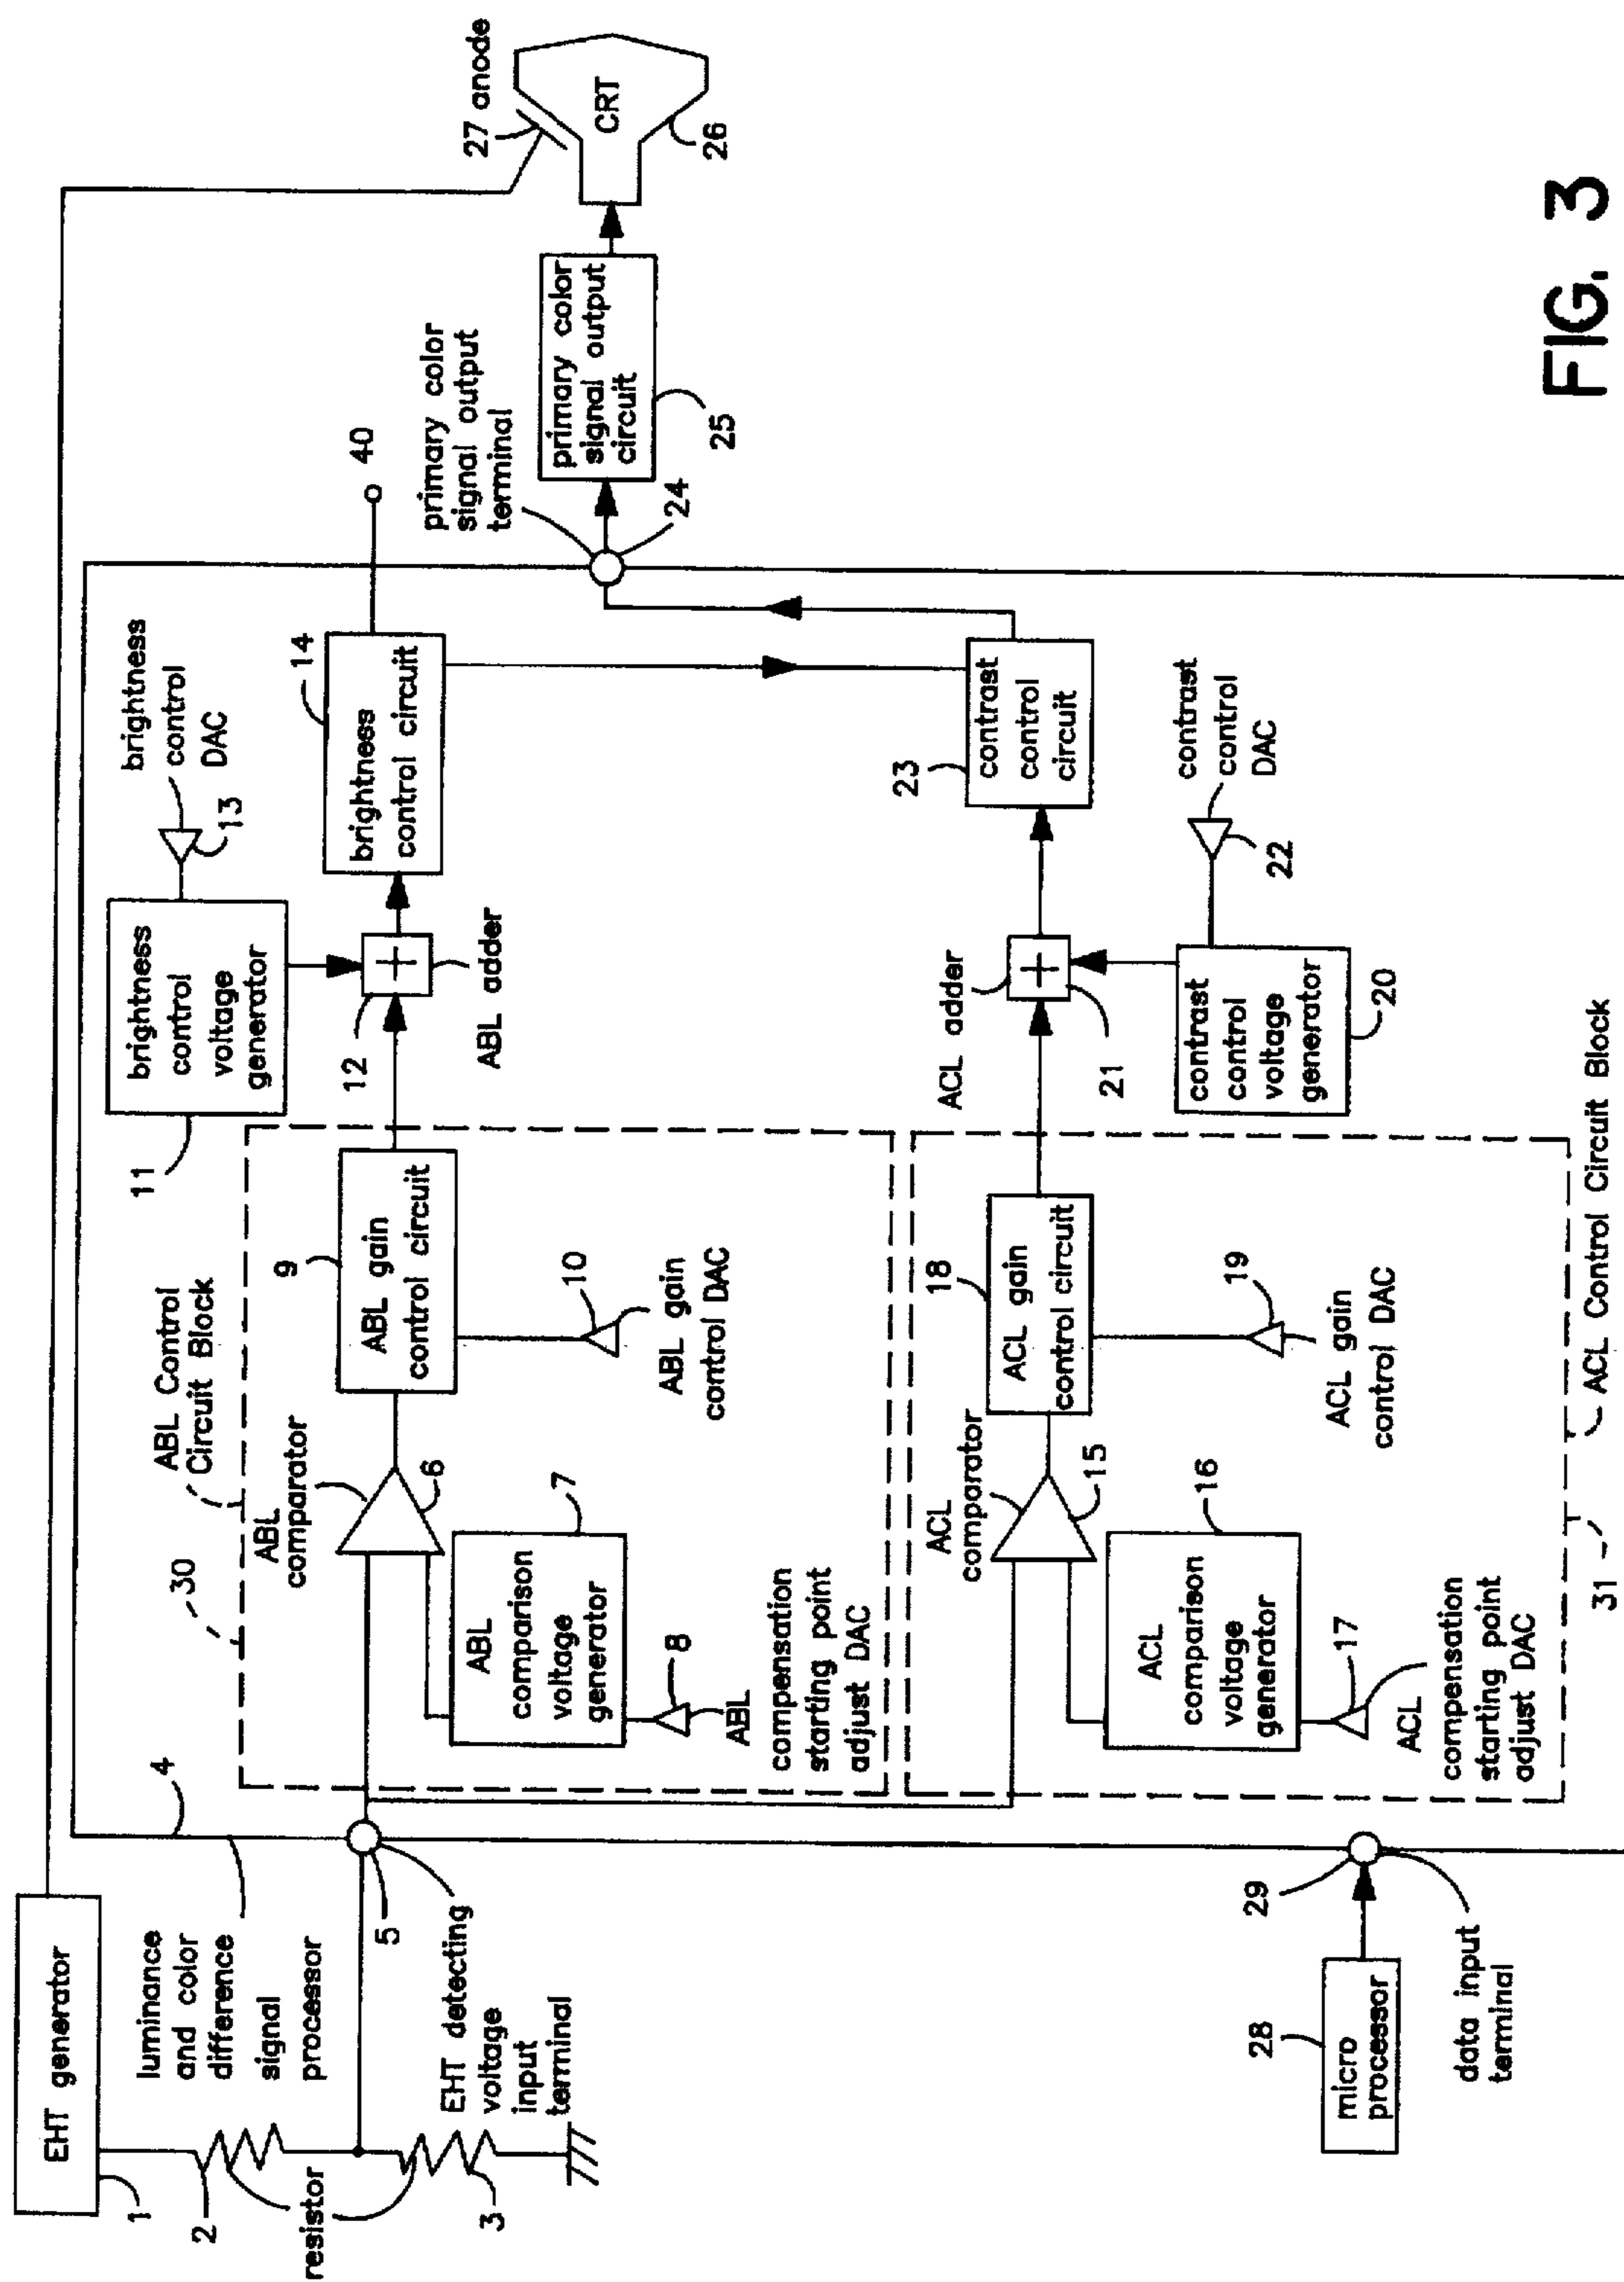 EHT generator
1
2
resistor
3
luminance
and color
difference
signal
processor
4
5
EHT detecting
voltage
input
terminal
28
micro
processor
29
data input
terminal
30
ABL Control
Circuit Block
ABL
comparator
6
ABL
comparison
voltage
generator
7
8
ABL
compensation
starting point
adjust DAC
9
ABL gain
control circuit
10
ABL gain
control DAC
11
brightness
control
voltage
generator
brightness
control
DAC
13
12
+
ABL adder
14
brightness
control circuit
40
ACL
comparator
15
ACL
comparison
voltage
generator
16
17
ACL
compensation
starting point
adjust DAC
18
ACL gain
control circuit
19
ACL gain
control DAC
31
ACL Control Circuit Block
ACL adder
+
21
contrast
control
voltage
generator
20
22
contrast
control
DAC
23
contrast
control
circuit
primary color
signal output
terminal
24
primary color
signal output
circuit
25
27 anode
CRT
26
FIG. 3